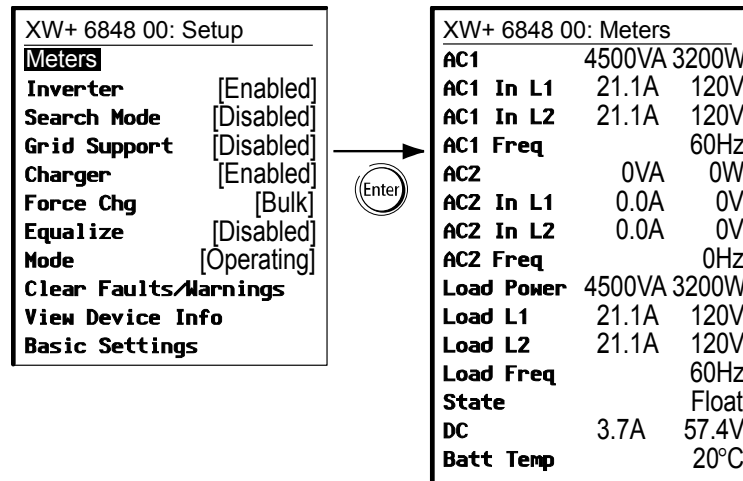 XW+ 6848 00: Setup
Meters
Inverter [Enabled]
Search Mode [Disabled]
Grid Support [Disabled]
Charger [Enabled]
Force Chg [Bulk]
Equalize [Disabled]
Mode [Operating]
Clear Faults/Warnings
View Device Info
Basic Settings
Enter
XW+ 6848 00: Meters
AC1 4500VA 3200W
AC1 In L1 21.1A 120V
AC1 In L2 21.1A 120V
AC1 Freq 60Hz
AC2 0VA 0W
AC2 In L1 0.0A 0V
AC2 In L2 0.0A 0V
AC2 Freq 0Hz
Load Power 4500VA 3200W
Load L1 21.1A 120V
Load L2 21.1A 120V
Load Freq 60Hz
State Float
DC 3.7A 57.4V
Batt Temp 20°C